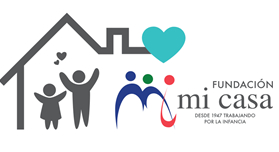 FUNDACIÓN
mi casa
DESDE 1947 TRABAJANDO
POR LA INFANCIA